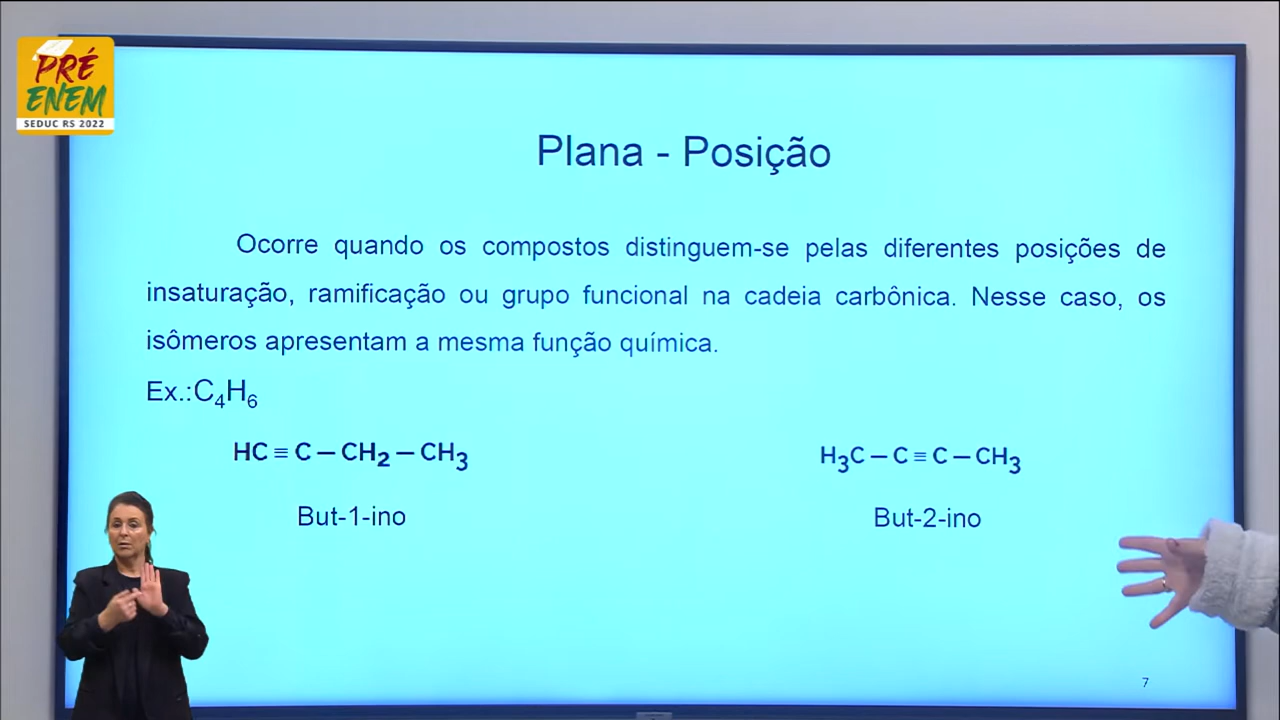 PRÉ
ENEM
SEDUC RS 2022
Plana - Posição
Ocorre quando os compostos distinguem-se pelas diferentes posições de
insaturação, ramificação ou grupo funcional na cadeia carbônica. Nesse caso, os
isômeros apresentam a mesma função química.
Ex.:C₄H₆
HC ≡ C — CH₂ — CH₃
H₃C — C ≡ C — CH₃
But-1-ino
But-2-ino
7